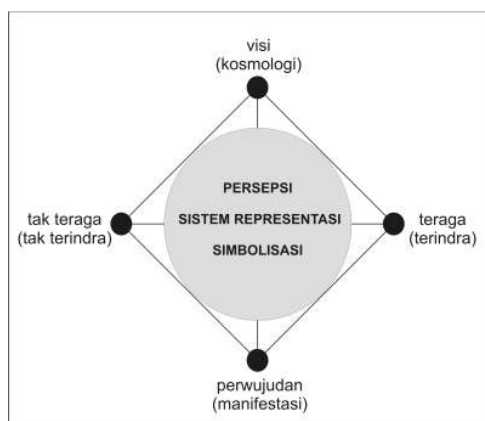 visi
(kosmologi)
PERSEPSI
tak teraga
(tak terindra)
SISTEM REPRESENTASI
teraga
(terindra)
SIMBOLISASI
perwujudan
(manifestasi)